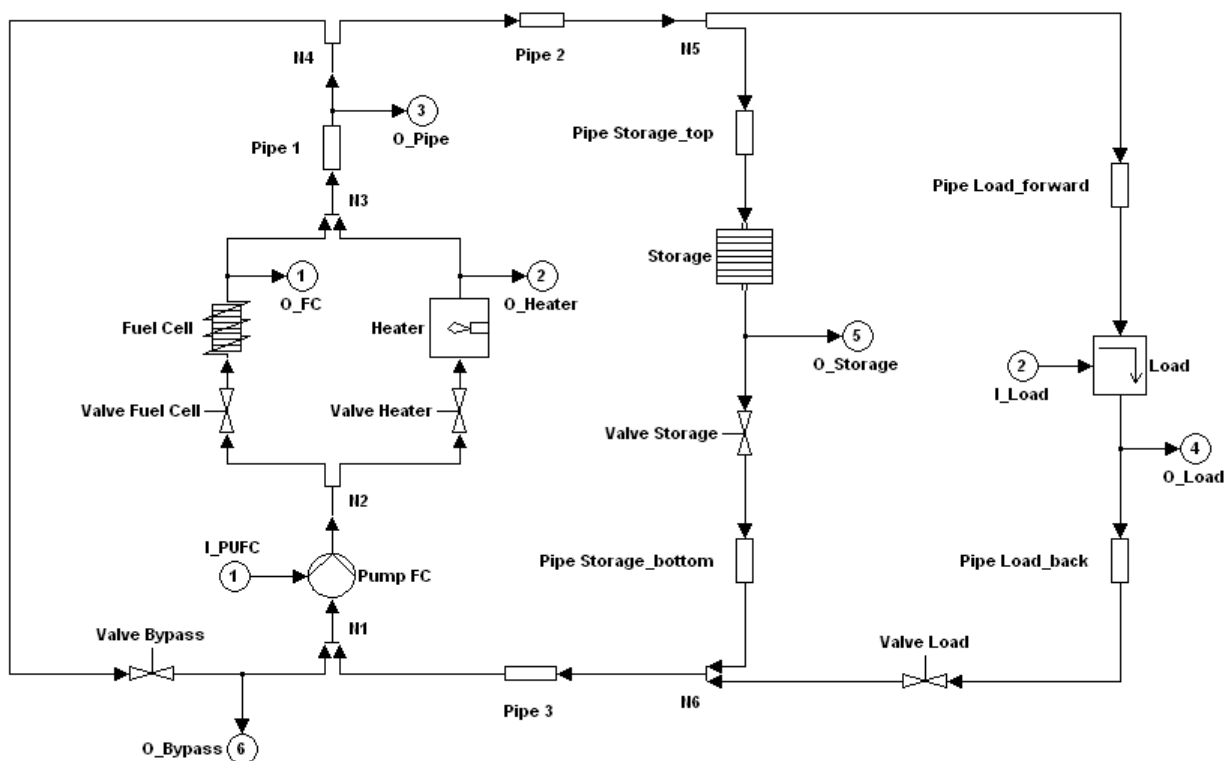 N4
Pipe 2
N5
3
O_Pipe
Pipe 1
Pipe Storage_top
Pipe Load_forward
N3
1
O_FC
2
O_Heater
Storage
Fuel Cell
Heater
5
O_Storage
2
I_Load
Load
Valve Fuel Cell
Valve Heater
Valve Storage
4
O_Load
N2
I_PUFC
1
Pump FC
Pipe Storage_bottom
Pipe Load_back
N1
Valve Bypass
Valve Load
Pipe 3
N6
O_Bypass
6